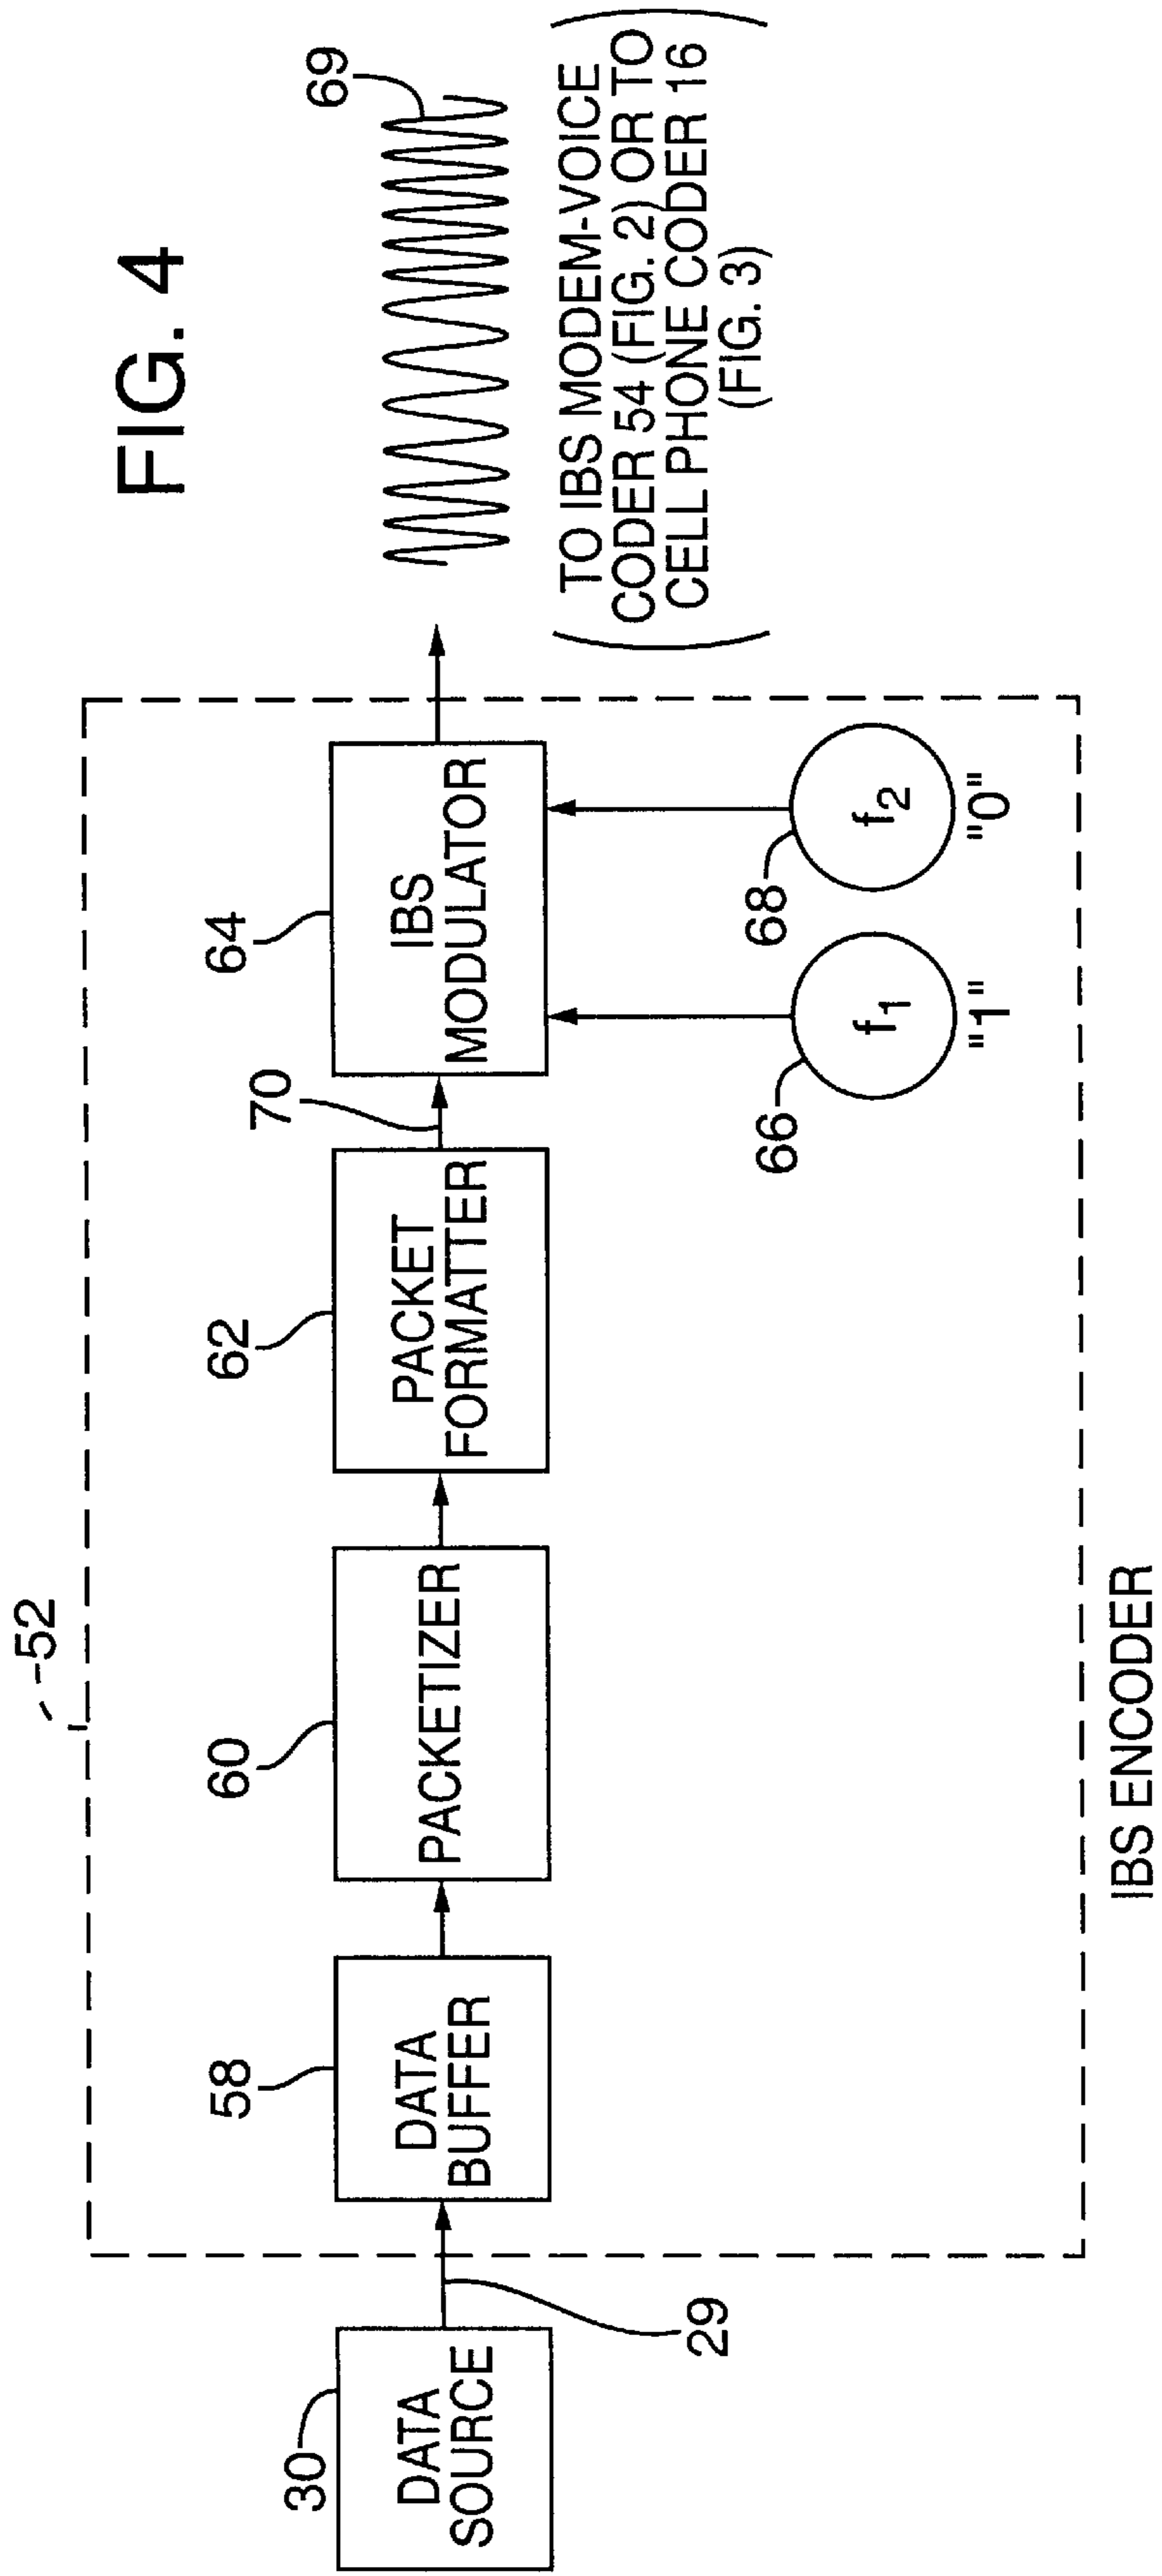 FIG. 4
52
30
DATA
SOURCE
29
58
DATA
BUFFER
60
PACKETIZER
62
PACKET
FORMATTER
70
64
IBS
MODULATOR
66
f1
"1"
68
f2
"0"
69
TO IBS MODEM-VOICE
CODER 54 (FIG. 2) OR TO
CELL PHONE CODER 16
(FIG. 3)
IBS ENCODER